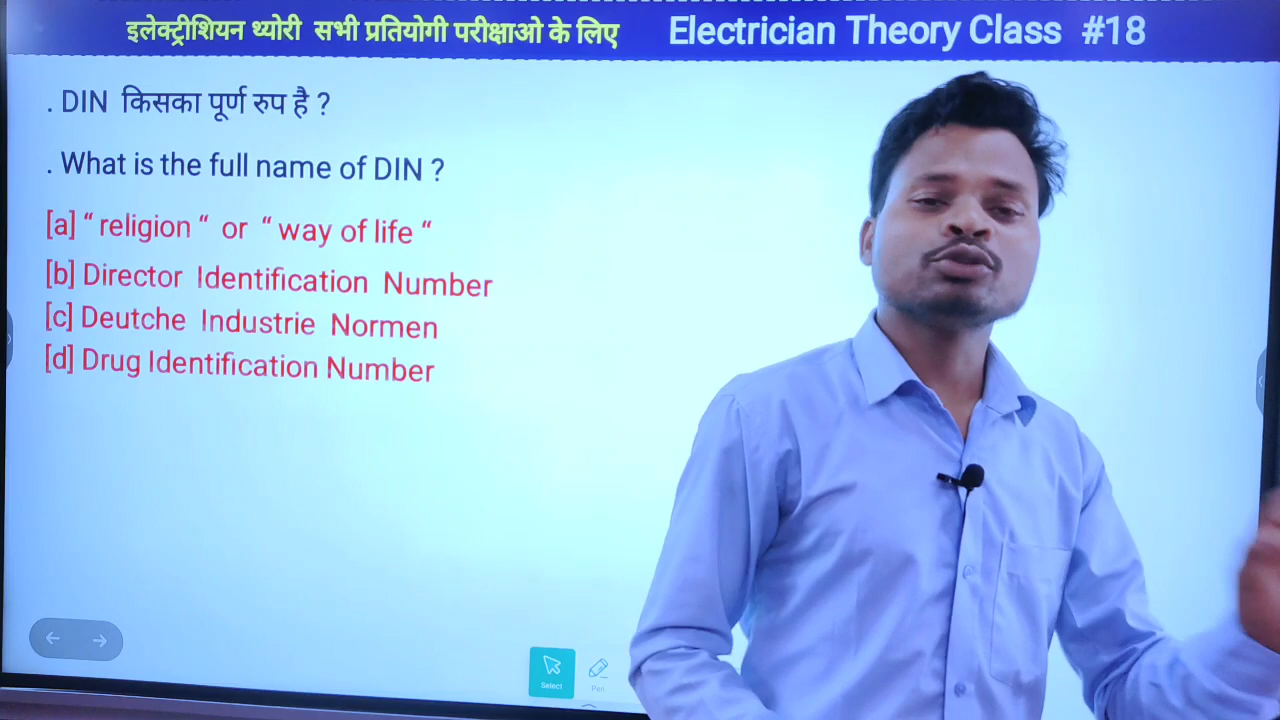 इलेक्ट्रीशियन थ्योरी सभी प्रतियोगी परीक्षाओ के लिए Electrician Theory Class #18
. DIN किसका पूर्ण रुप है ?
. What is the full name of DIN ?
[a] “ religion “ or “ way of life “
[b] Director Identification Number
[c] Deutche Industrie Normen
[d] Drug Identification Number
Select Pen